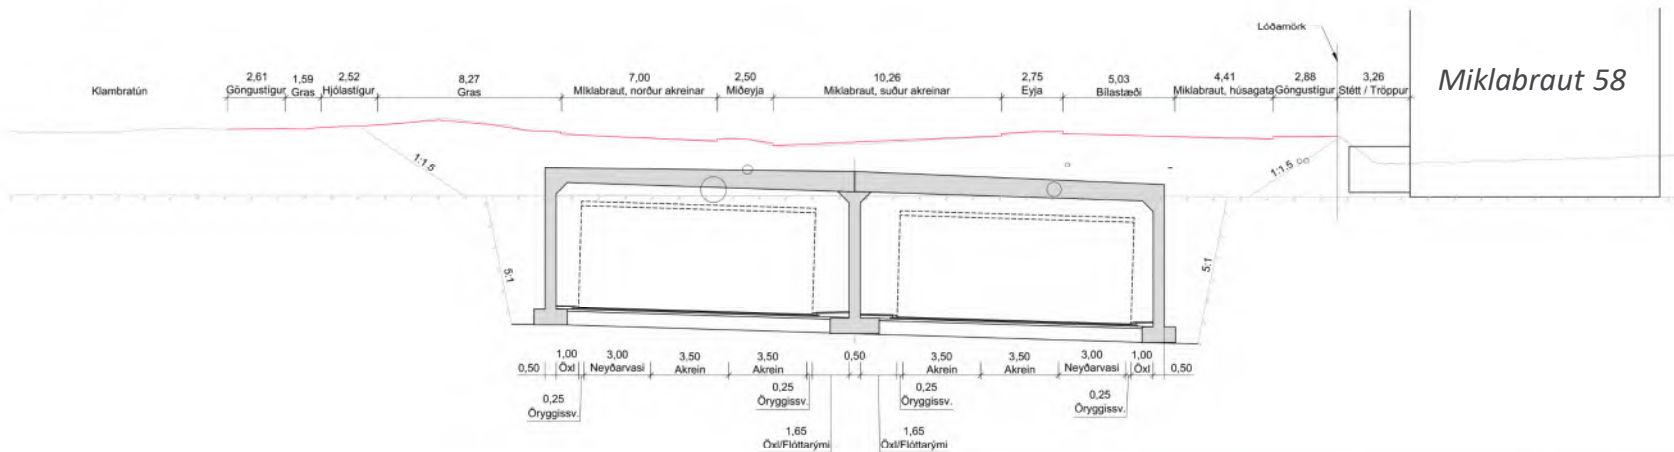 Lóðamörk
Miklabraut 58
2,61 1,59 2,52 8,27 7,00 2,50 10,26 2,75 5,03 4,41 2,88 3,26
Klambratún Göngustígur Gras Hjólastígur Gras Miklabraut, norður akreinar Miðeyja Miklabraut, suður akreinar Eyja Bílastæði Miklabraut, húsagata Göngustígur Stétt / Tröppur
1:1.5 1:1.5
5:1 5:1
0,50 1,00 3,00 3,50 3,50 0,50 3,50 3,50 3,00 1,00 0,50
Öxl Neyðarvasi Akrein Akrein Akrein Akrein Neyðarvasi Öxl
0,25 0,25 0,25 0,25
Öryggissv. Öryggissv. Öryggissv. Öryggissv.
1,65 1,65
Öxl/Flóttarými Öxl/Flóttarými